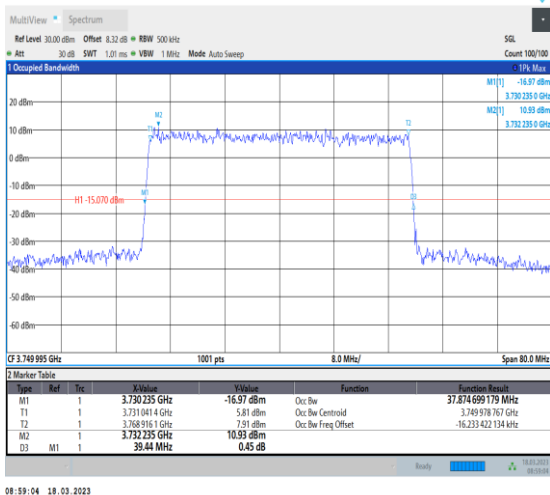 MultiView Spectrum
Ref Level 30.00 dBm Offset 8.32 dB RBW 500 kHz SGL
Att 30 dB SWT 1.01 ms VBW 1 MHz Mode Auto Sweep Count 100/100
1 Occupied Bandwidth 1Pk Max
M1[1] -16.97 dBm
3.730 235 0 GHz
M2[1] 10.93 dBm
3.732 235 0 GHz
20 dBm
M2
T1
T2
10 dBm
0 dBm
-10 dBm
M1
D3
H1 -15.070 dBm
-20 dBm
-30 dBm
-40 dBm
-50 dBm
-60 dBm
CF 3.749 995 GHz 1001 pts 8.0 MHz/ Span 80.0 MHz
2 Marker Table
Type Ref Trc X-Value Y-Value Function Function Result
M1 1 3.730 235 GHz -16.97 dBm Occ Bw 37.874 699 179 MHz
T1 1 3.731 041 4 GHz 5.81 dBm Occ Bw Centroid 3.749 978 767 GHz
T2 1 3.768 916 1 GHz 7.91 dBm Occ Bw Freq Offset -16.233 422 134 kHz
M2 1 3.732 235 GHz 10.93 dBm
D3 M1 1 39.44 MHz 0.45 dB
Ready 18.03.2023
08:59:04
08:59:04 18.03.2023